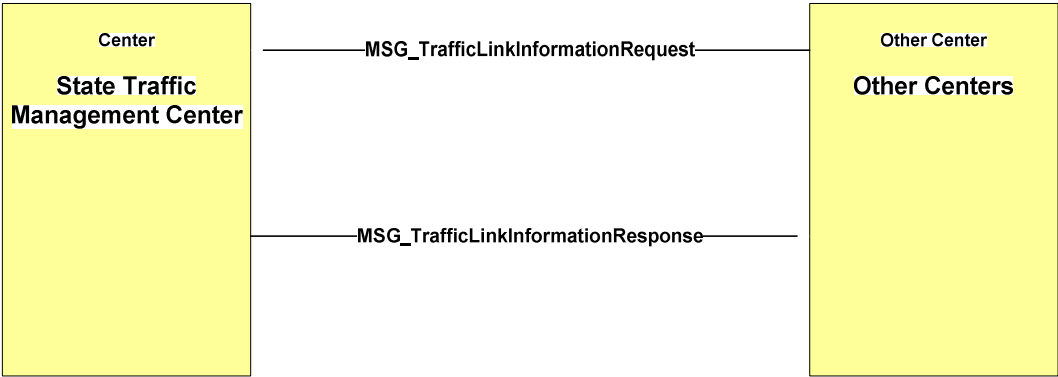 Center
State Traffic
Management Center
MSG_TrafficLinkInformationRequest
MSG_TrafficLinkInformationResponse
Other Center
Other Centers